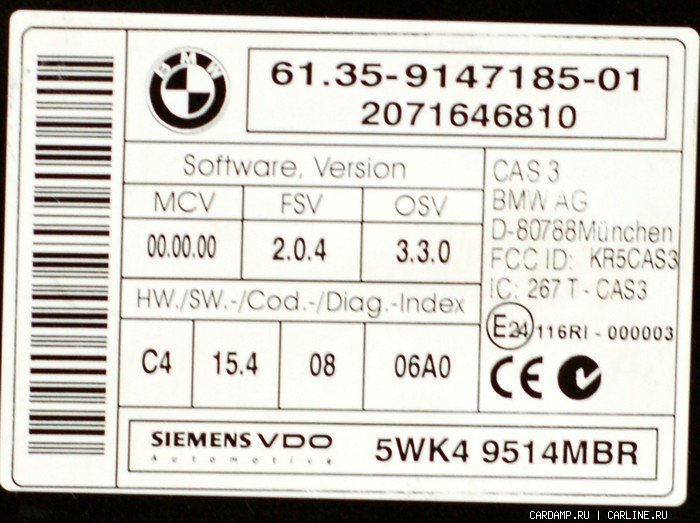 BMW
61.35-9147185-01
2071646810
Software, Version
MCV FSV OSV
00.00.00 2.0.4 3.3.0
HW./SW.-/Cod.-/Diag.-Index
C4 15.4 08 06A0
CAS 3
BMW AG
D-80788München
FCC ID: KR5CAS3
IC: 267 T - CAS3
E24 116RI - 000003
CE
SIEMENS VDO
Automotive
5WK4 9514MBR
CARDAMP.RU | CARLINE.RU